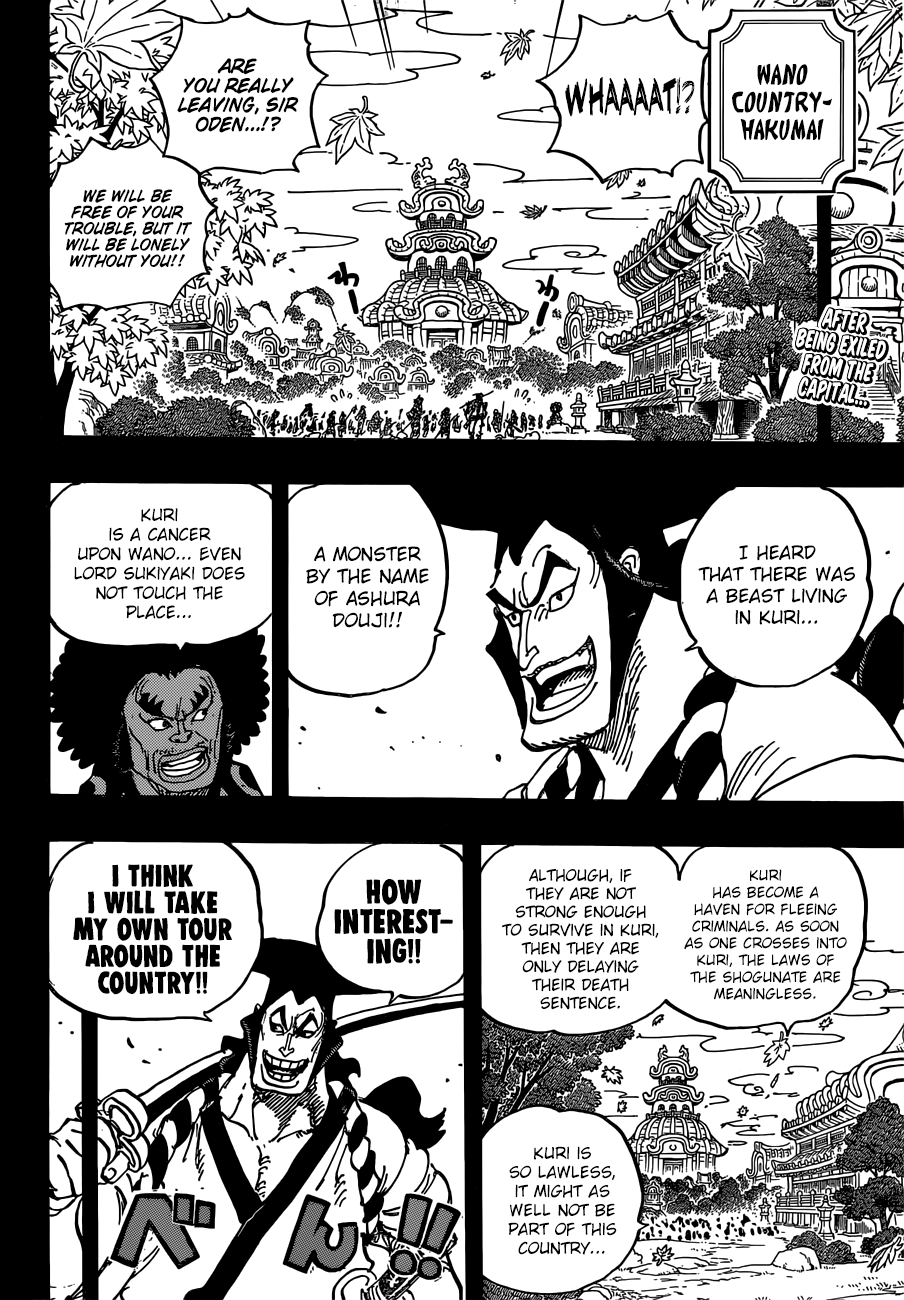 WANO
COUNTRY-
HAKUMAI
WHAAAAT!?
ARE
YOU REALLY
LEAVING, SIR
ODEN...!?
WE WILL BE
FREE OF YOUR
TROUBLE, BUT IT
WILL BE LONELY
WITHOUT YOU!!
AFTER
BEING EXILED
FROM THE
CAPITAL...
わー
わー
I HEARD
THAT THERE WAS
A BEAST LIVING
IN KURI...
A MONSTER
BY THE NAME
OF ASHURA
DOUJI!!
KURI
IS A CANCER
UPON WANO... EVEN
LORD SUKIYAKI DOES
NOT TOUCH THE
PLACE...
KURI
HAS BECOME A
HAVEN FOR FLEEING
CRIMINALS. AS SOON
AS ONE CROSSES INTO
KURI, THE LAWS OF
THE SHOGUNATE ARE
MEANINGLESS.
ALTHOUGH, IF
THEY ARE NOT
STRONG ENOUGH
TO SURVIVE IN KURI,
THEN THEY ARE
ONLY DELAYING
THEIR DEATH
SENTENCE.
KURI IS
SO LAWLESS,
IT MIGHT AS
WELL NOT BE
PART OF THIS
COUNTRY...
HOW
INTEREST-
ING!!
I THINK
I WILL TAKE
MY OWN TOUR
AROUND THE
COUNTRY!!
べん!!